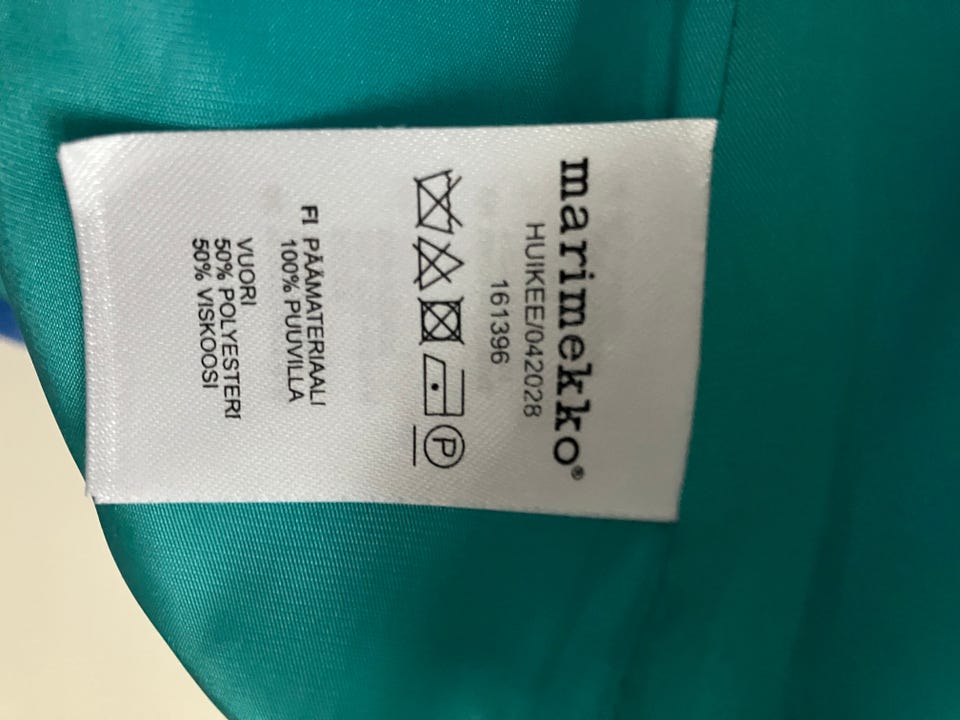 marimekko®
HUIKEE/042028
161396
P
FI PÄÄMATERIAALI
100% PUUVILLA
VUORI
50% POLYESTERI
50% VISKOOSI